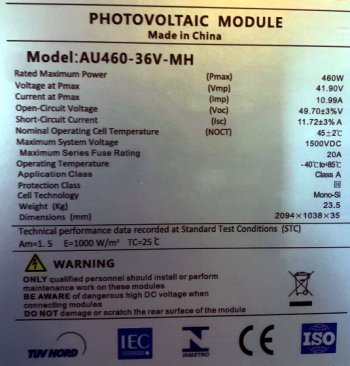 PHOTOVOLTAIC MODULE
Made in China
Model:AU460-36V-MH
Rated Maximum Power (Pmax) 460W
Voltage at Pmax (Vmp) 41.90V
Current at Pmax (imp) 10.99A
Open-Circuit Voltage (Voc) 49.70±3%V
Short-Circuit Current (Isc) 11.72±3%A
Nominal Operating Cell Temperature (NOCT) 45±2℃
Maximum System Voltage 1500VDC
Maximum Series Fuse Rating 20A
Operating Temperature -40℃to+85℃
Application Class Class A
Protection Class II
Cell Technology Mono-Si
Weight (Kg) 23.5
Dimensions (mm) 2094×1038×35
Technical performance data recorded at Standard Test Conditions (STC)
Am=1.5 E=1000 W/m² TC=25℃
WARNING
ONLY qualified personnel should install or perform
maintenance work on these modules
BE AWARE of dangerous high DC voltage when
connecting modules
DO NOT damage or scratch the rear surface of the module
TUV NORD IEC INMETRO CE ISO